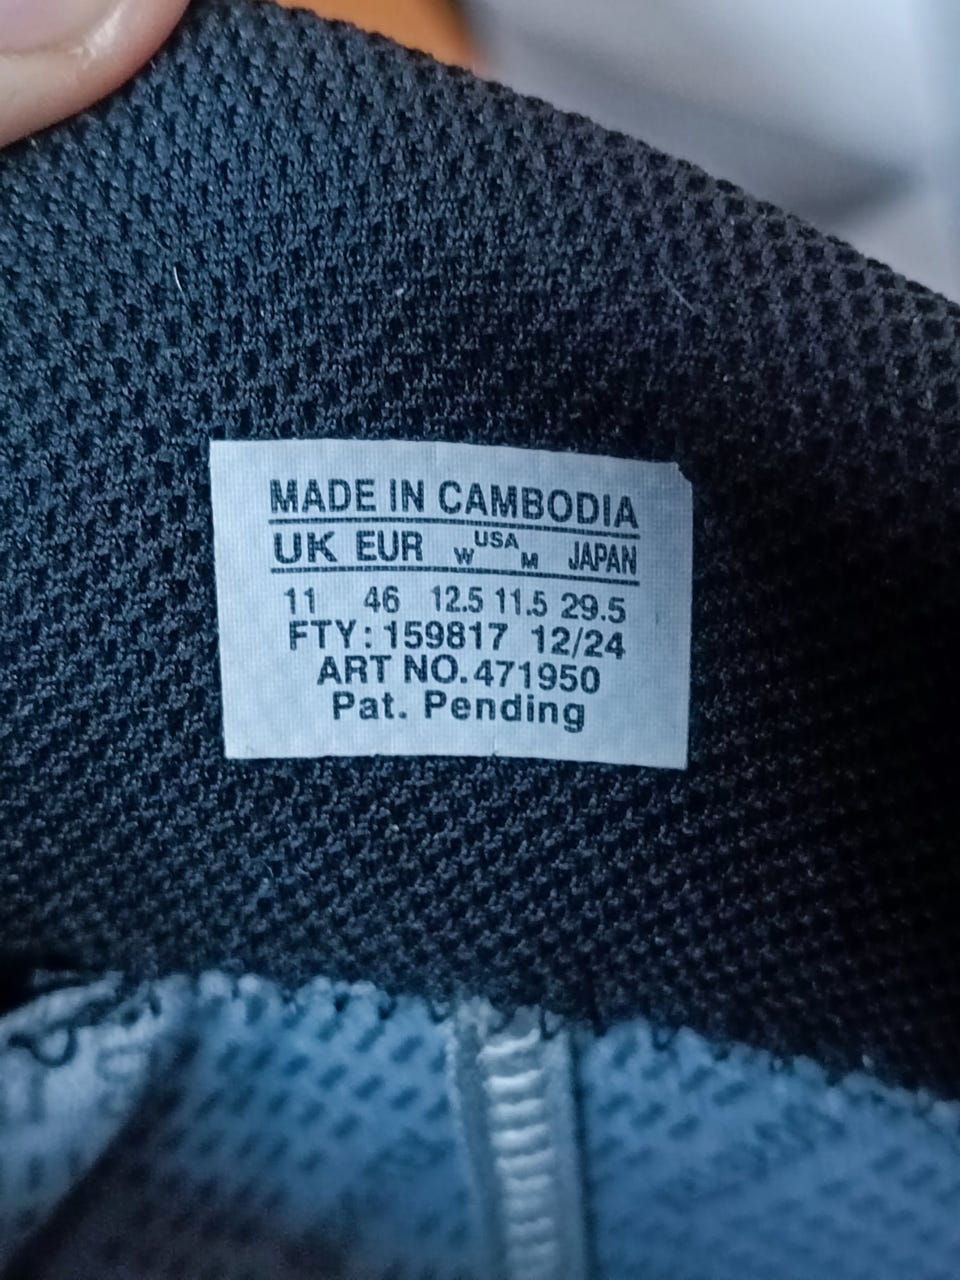 MADE IN CAMBODIA
UK EUR W USA M JAPAN
11 46 12.5 11.5 29.5
FTY: 159817 12/24
ART NO.471950
Pat. Pending